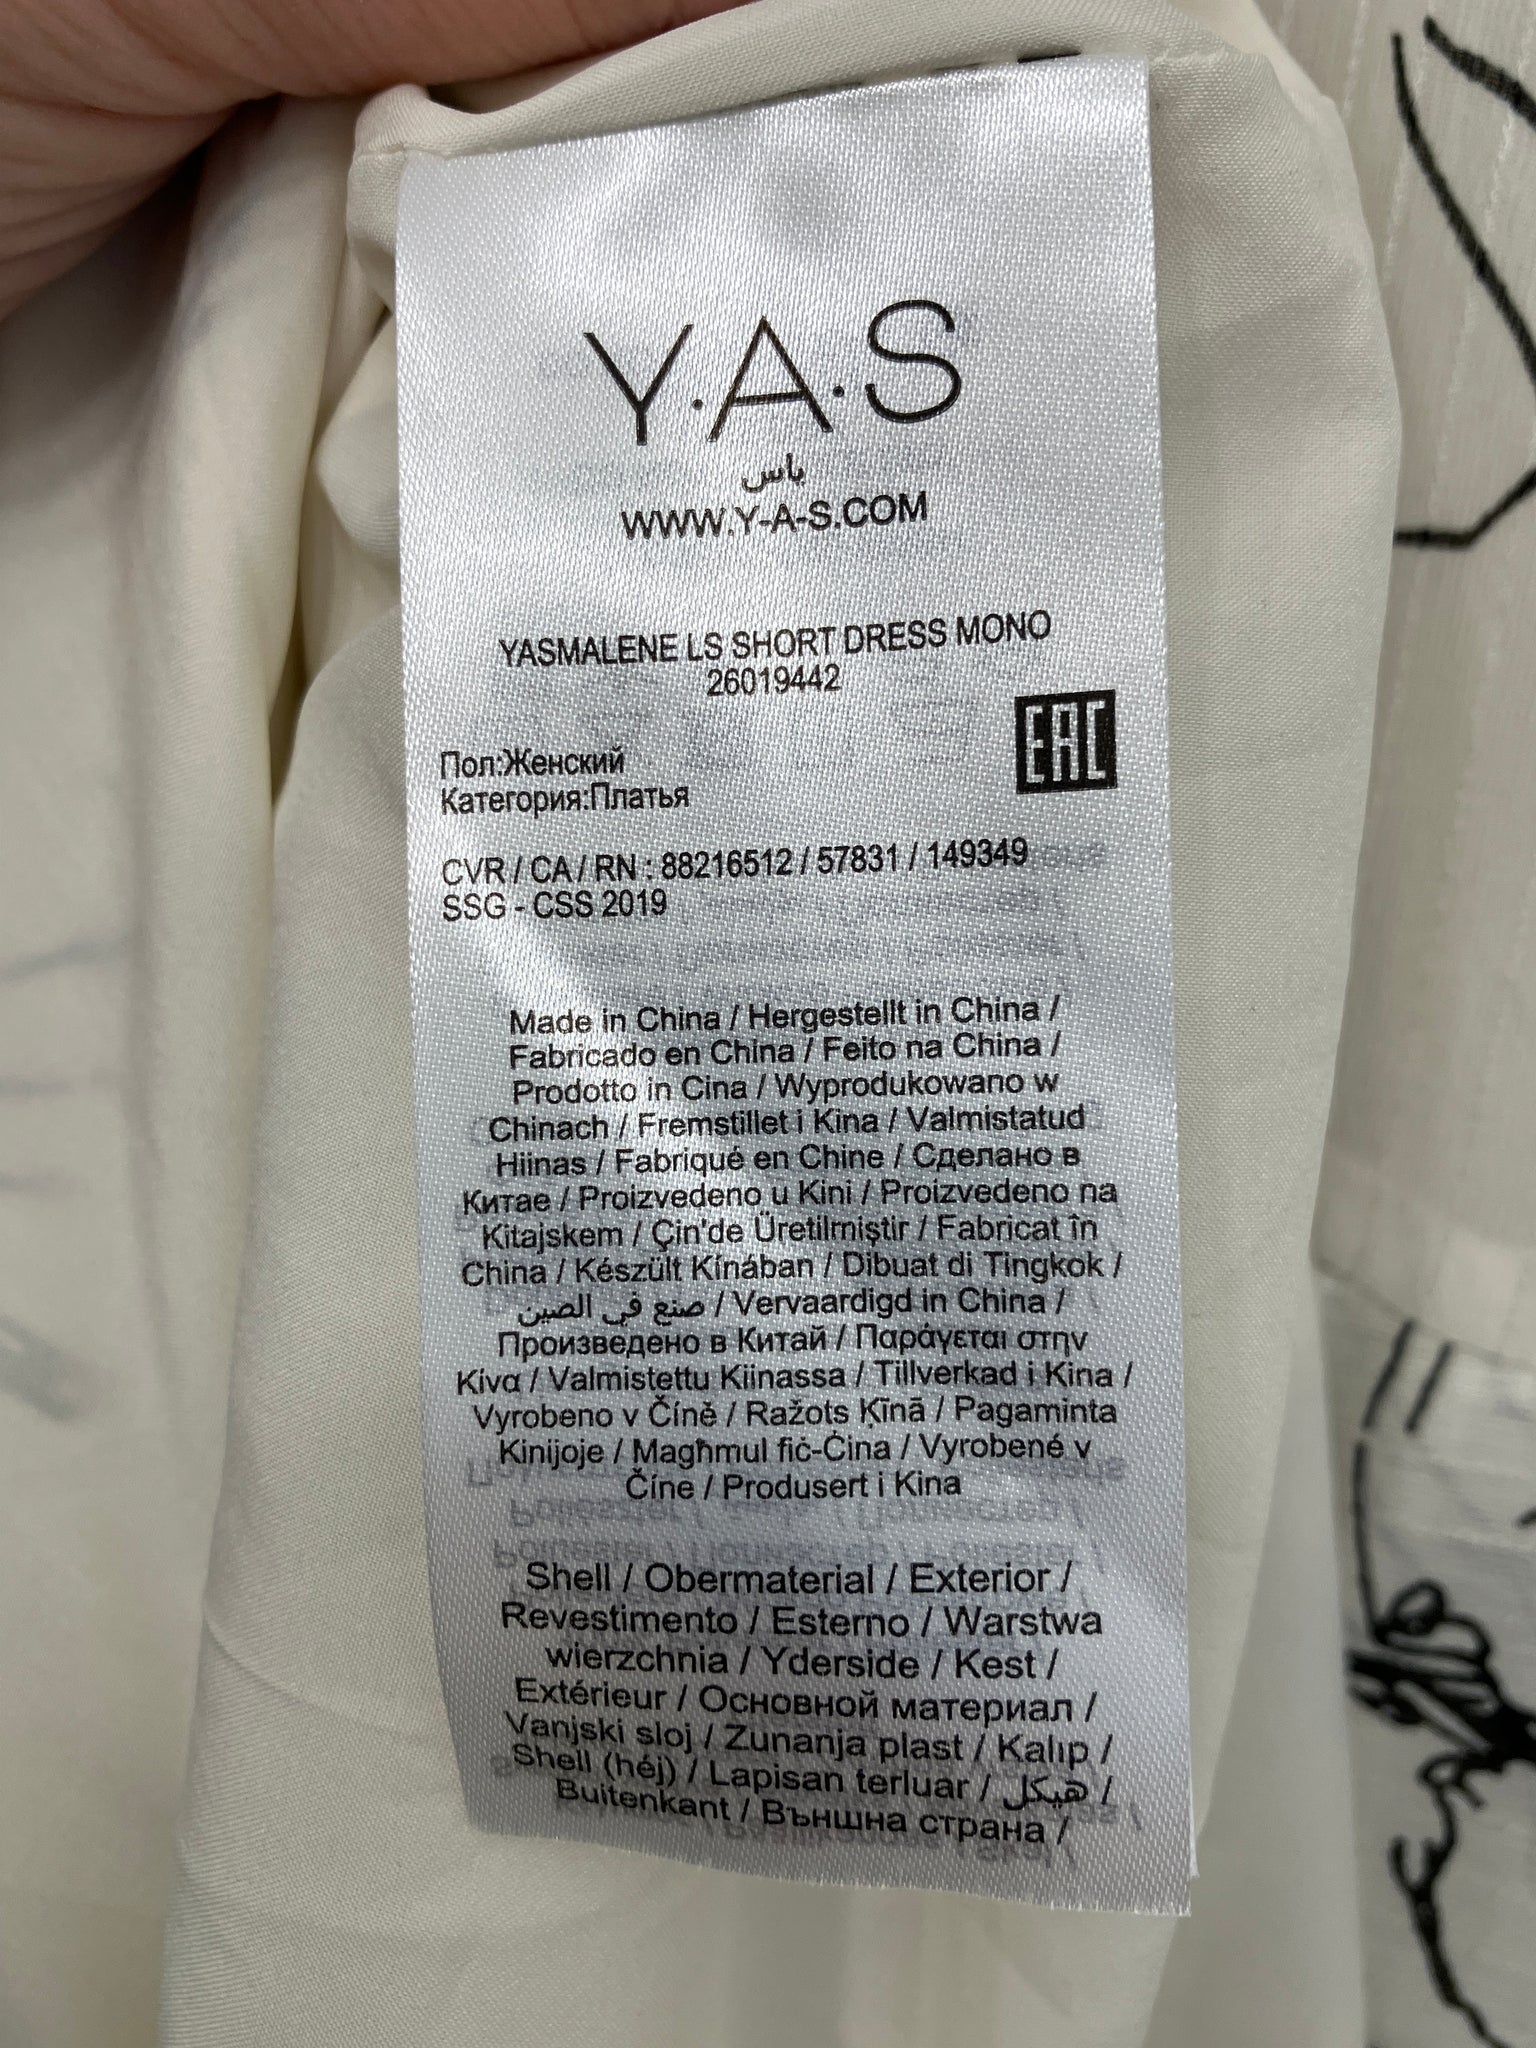 Y.A.S
ياس
WWW.Y-A-S.COM
YASMALENE LS SHORT DRESS MONO
26019442
EAC
Пол:Женский
Категория:Платья
CVR / CA / RN : 88216512 / 57831 / 149349
SSG - CSS 2019
Made in China / Hergestellt in China /
Fabricado en China / Feito na China /
Prodotto in Cina / Wyprodukowano w
Chinach / Fremstillet i Kina / Valmistatud
Hiinas / Fabriqué en Chine / Сделано в
Китае / Proizvedeno u Kini / Proizvedeno na
Kitajskem / Çin'de Üretilmiştir / Fabricat în
China / Készült Kínában / Dibuat di Tingkok /
صنع في الصين / Vervaardigd in China /
Произведено в Китай / Παράγεται στην
Κίνα / Valmistettu Kiinassa / Tillverkad i Kina /
Vyrobeno v Číně / Ražots Ķīnā / Pagaminta
Kinijoje / Magħmul fiċ-Ċina / Vyrobené v
Číne / Produsert i Kina
Shell / Obermaterial / Exterior /
Revestimento / Esterno / Warstwa
wierzchnia / Yderside / Kest /
Extérieur / Основной материал /
Vanjski sloj / Zunanja plast / Kalıp /
Shell (héj) / Lapisan terluar / هيكل /
Buitenkant / Външна страна /